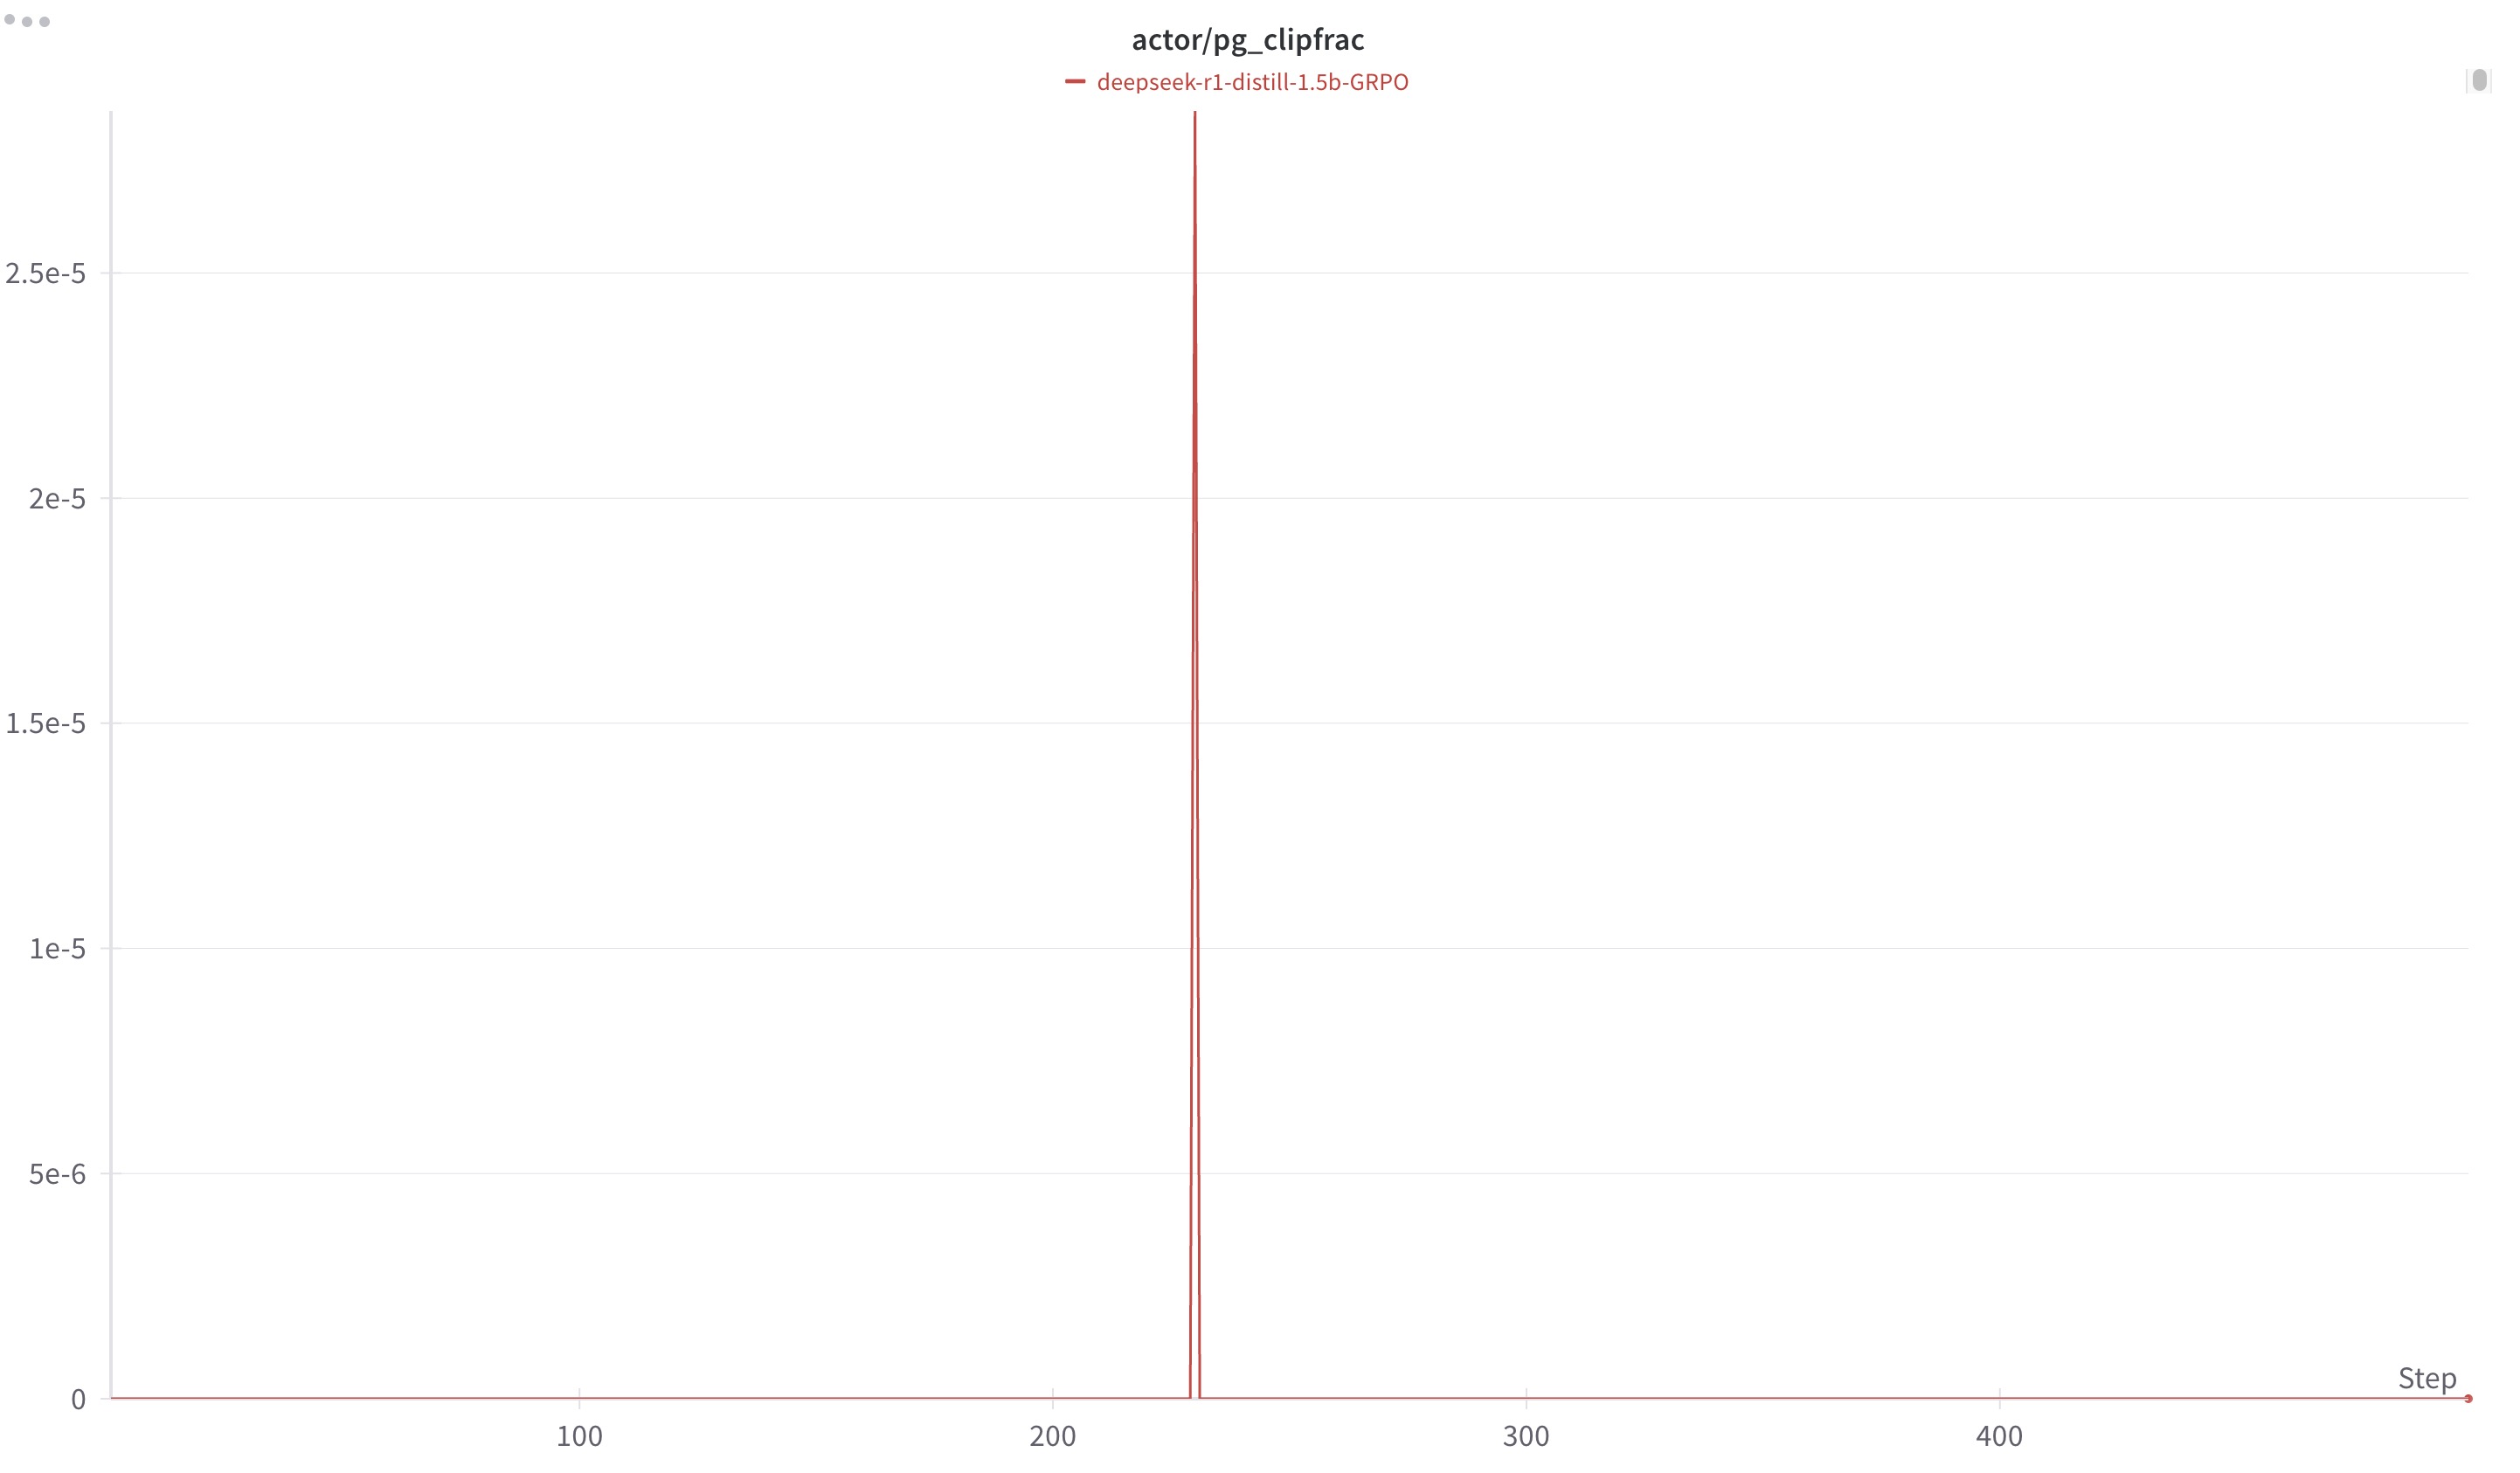 actor/pg_clipfrac
deepseek-r1-distill-1.5b-GRPO
2.5e-5
2e-5
1.5e-5
1e-5
5e-6
0
Step
100 200 300 400